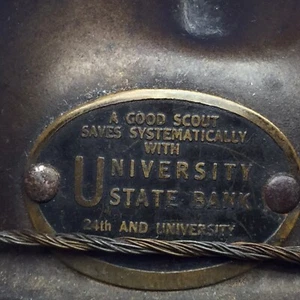 A GOOD SCOUT
SAVES SYSTEMATICALLY
WITH
UNIVERSITY
STATE BANK
24th AND UNIVERSITY